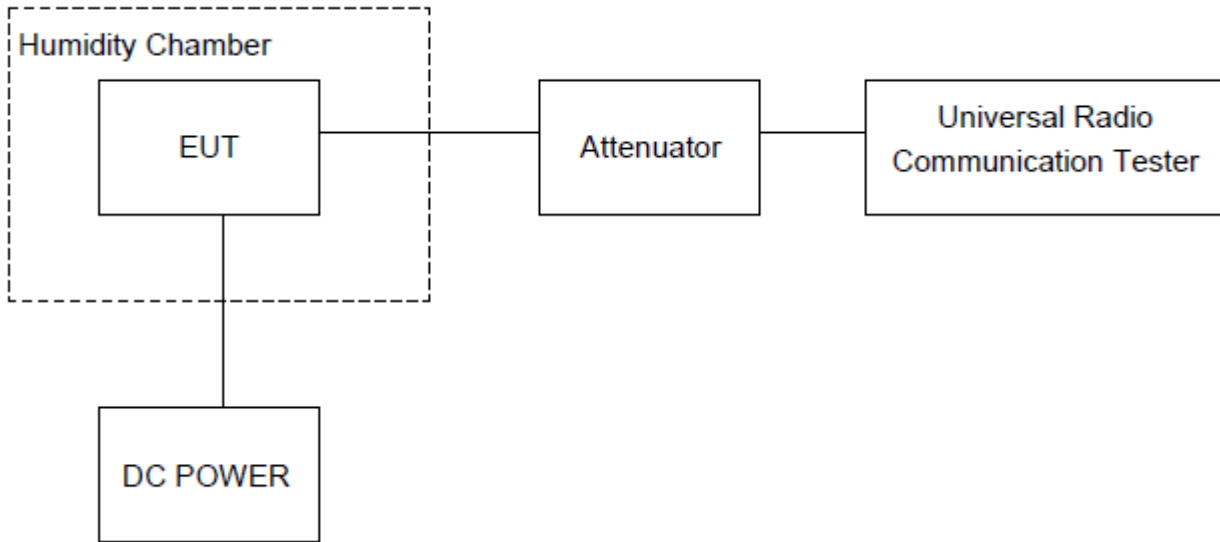 Humidity Chamber
EUT
Attenuator
Universal Radio
Communication Tester
DC POWER